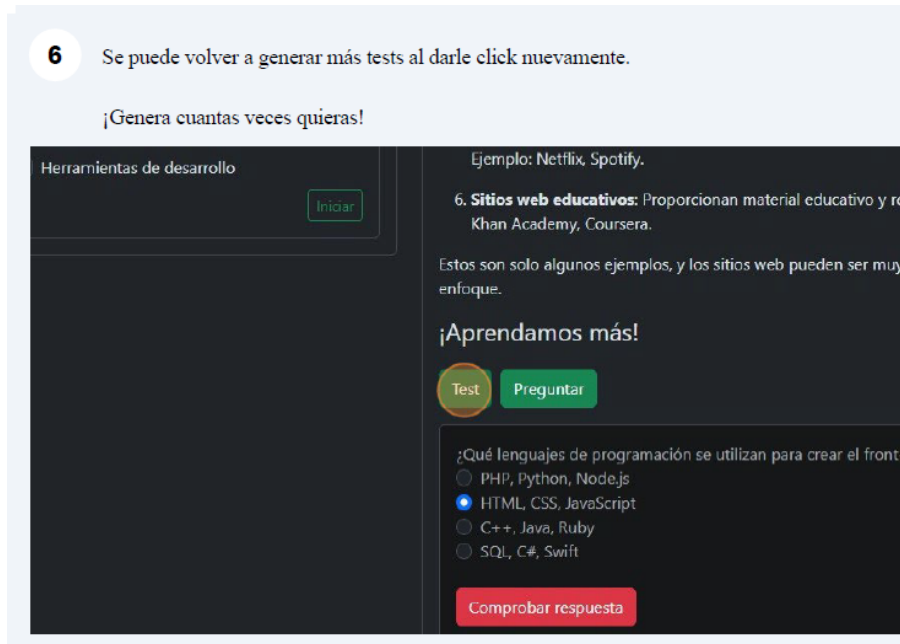 6
Se puede volver a generar más tests al darle click nuevamente.
¡Genera cuantas veces quieras!
Herramientas de desarrollo
Iniciar
Ejemplo: Netflix, Spotify.
6. Sitios web educativos: Proporcionan material educativo y
Khan Academy, Coursera.
Estos son solo algunos ejemplos, y los sitios web pueden ser muy
enfoque.
¡Aprendamos más!
Test
Preguntar
¿Qué lenguajes de programación se utilizan para crear el front
PHP, Python, Node.js
HTML, CSS, JavaScript
C++, Java, Ruby
SQL, C#, Swift
Comprobar respuesta